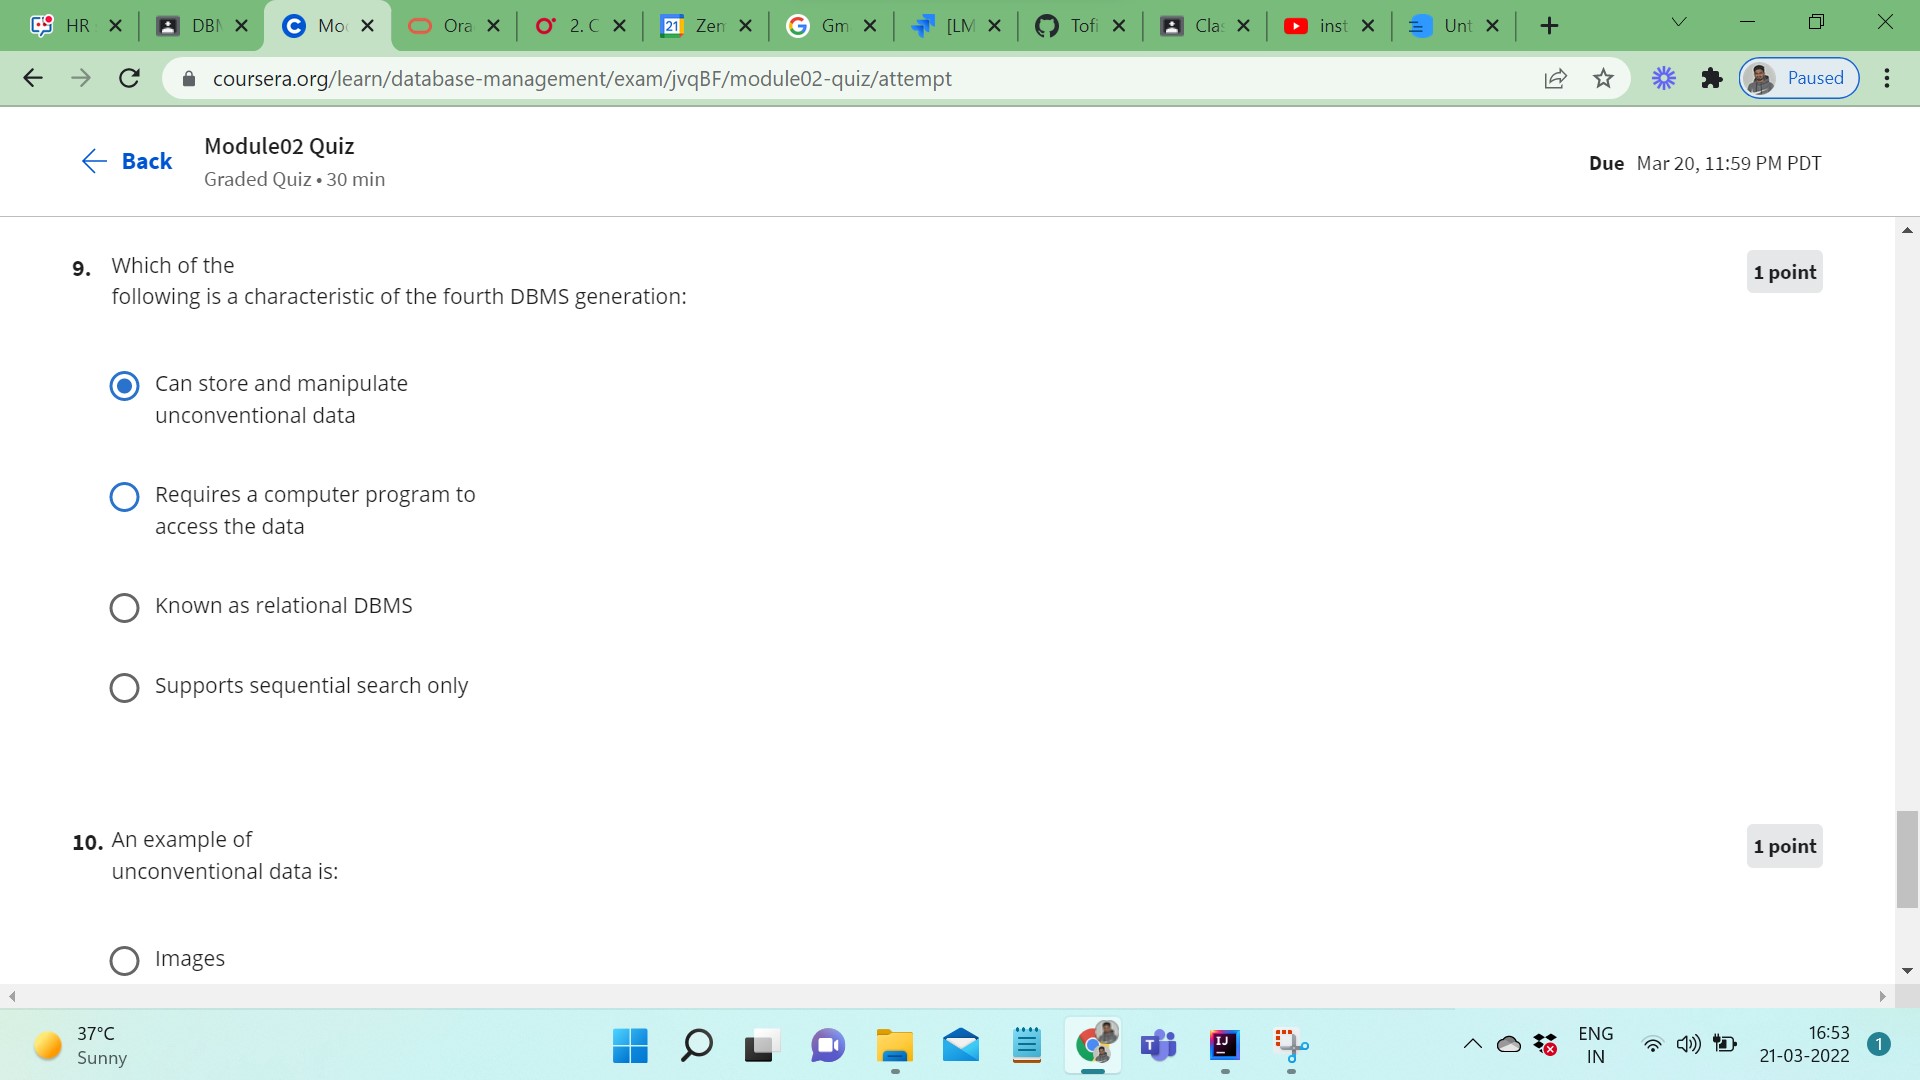 HR
DBM
Mo
Ora
2. C
21
Zen
Gm
[LM
Tofi
Cla
inst
Unt
coursera.org/learn/database-management/exam/jvqBF/module02-quiz/attempt
Paused
Back
Module02 Quiz
Graded Quiz • 30 min
Due Mar 20, 11:59 PM PDT
9. Which of the
following is a characteristic of the fourth DBMS generation:
1 point
Can store and manipulate
unconventional data
Requires a computer program to
access the data
Known as relational DBMS
Supports sequential search only
10. An example of
unconventional data is:
1 point
Images
37°C
Sunny
ENG
IN
16:53
21-03-2022
1